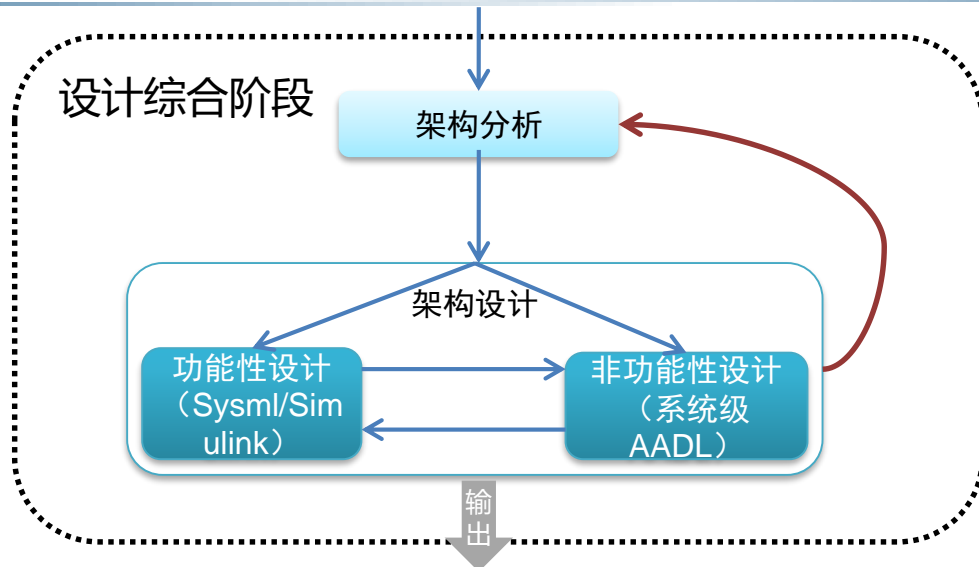 设计综合阶段
架构分析
架构设计
功能性设计
（Sysml/Sim
ulink）
非功能性设计
（系统级
AADL）
输
出